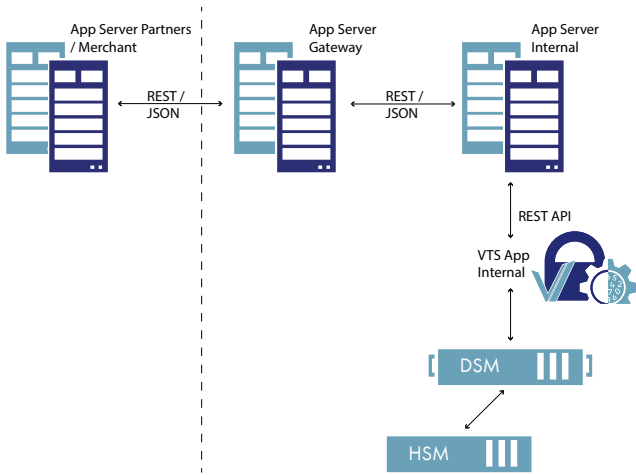 App Server Partners
/ Merchant
App Server
Gateway
App Server
Internal
REST /
JSON
REST /
JSON
REST API
VTS App
Internal
DSM
HSM